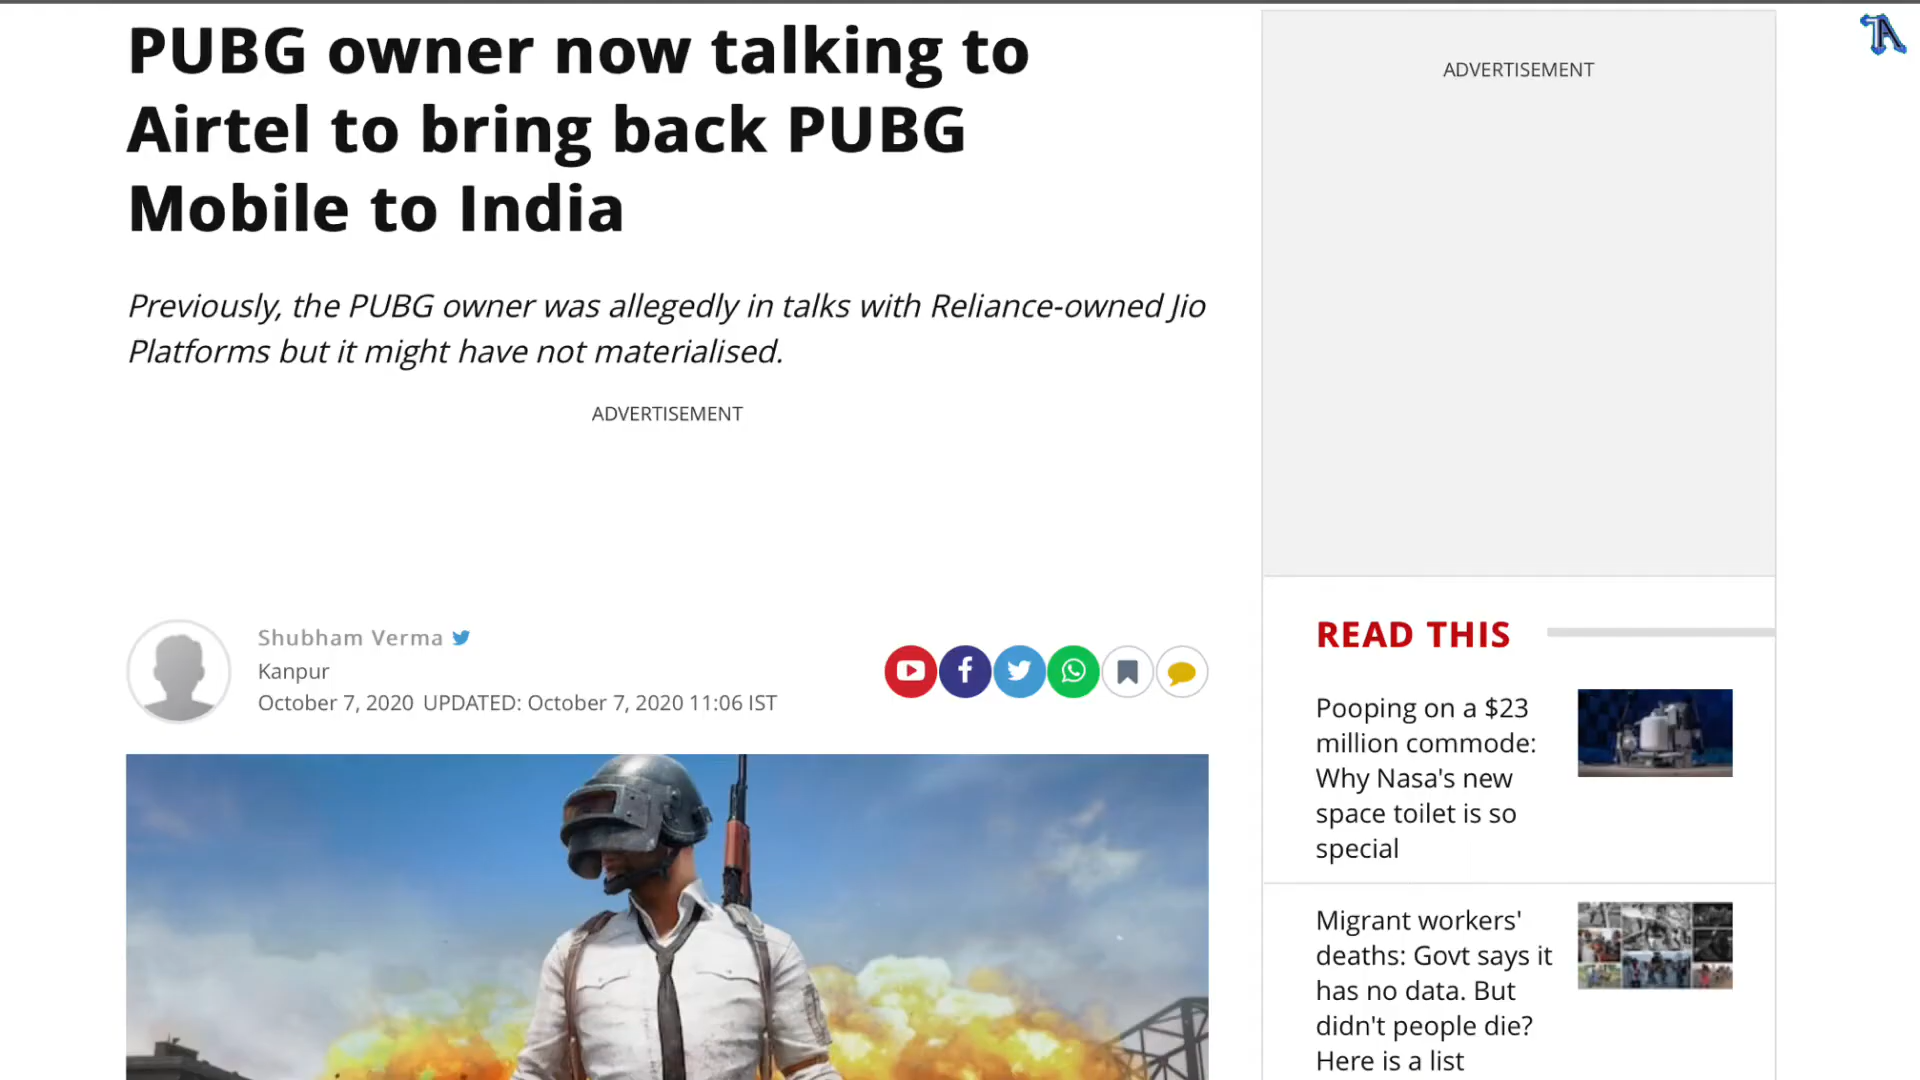 PUBG owner now talking to
Airtel to bring back PUBG
Mobile to India
Previously, the PUBG owner was allegedly in talks with Reliance-owned Jio
Platforms but it might have not materialised.
ADVERTISEMENT
Shubham Verma
Kanpur
October 7, 2020 UPDATED: October 7, 2020 11:06 IST
ADVERTISEMENT
READ THIS
Pooping on a $23
million commode:
Why Nasa's new
space toilet is so
special
Migrant workers'
deaths: Govt says it
has no data. But
didn't people die?
Here is a list